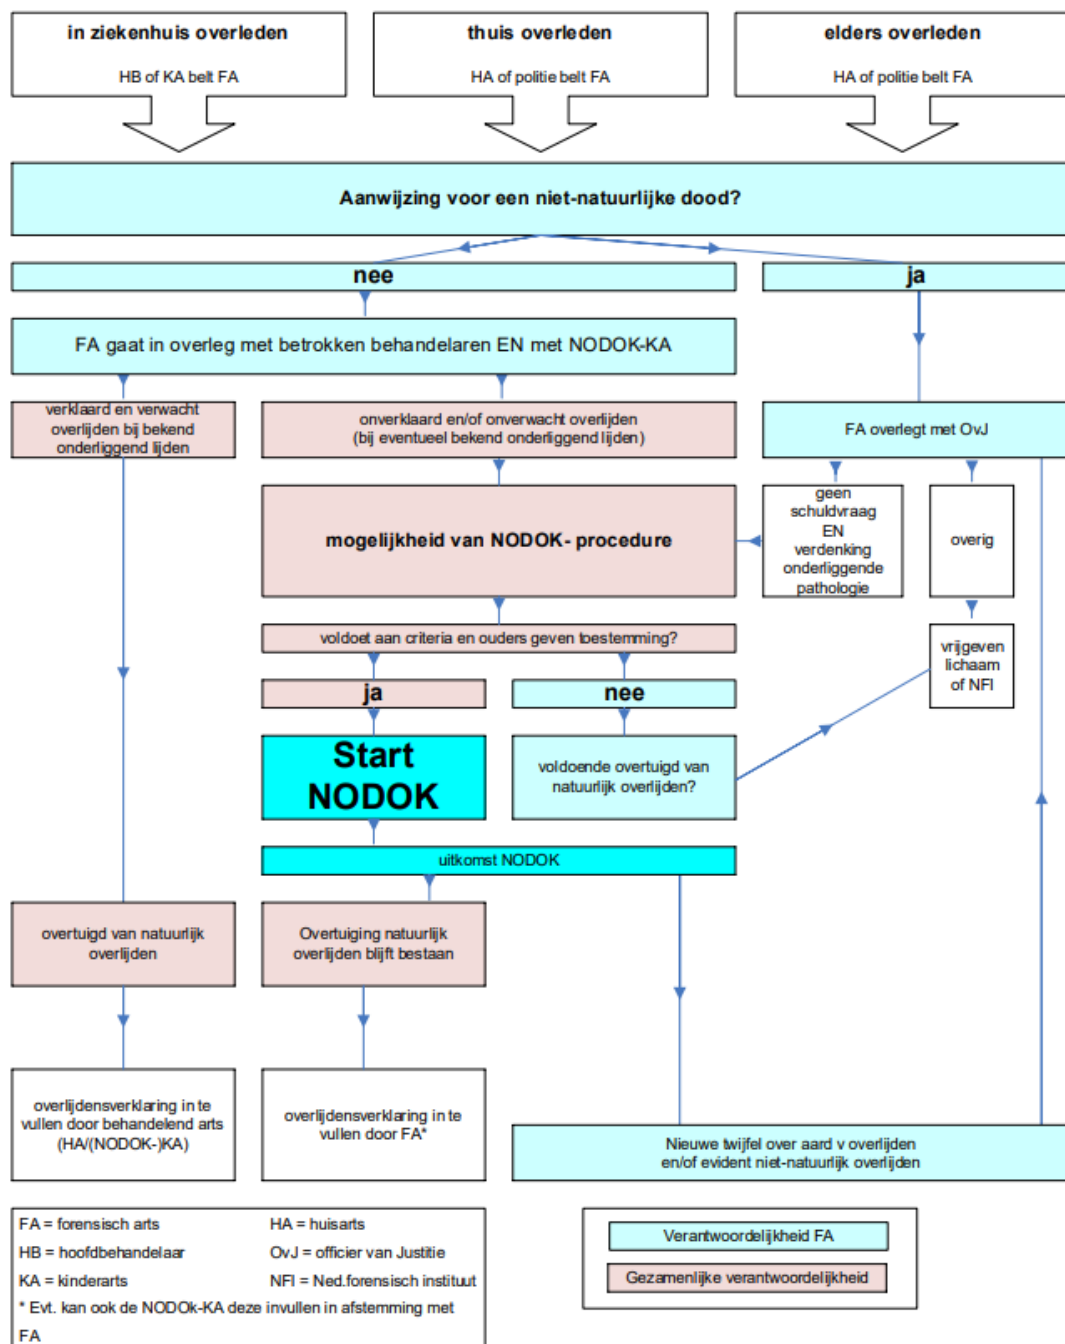 in ziekenhuis overleden
HB of KA belt FA
thuis overleden
HA of politie belt FA
elders overleden
HA of politie belt FA
Aanwijzing voor een niet-natuurlijke dood?
nee
ja
FA gaat in overleg met betrokken behandelaren EN met NODOK-KA
verklaard en verwacht
overlijden bij bekend
onderliggend lijden
onverklaard en/of onverwacht overlijden
(bij eventueel bekend onderliggend lijden)
FA overlegt met OvJ
mogelijkheid van NODOK- procedure
geen
schuldvraag
EN
verdenking
onderliggende
pathologie
overig
voldoet aan criteria en ouders geven toestemming?
vrijgeven
lichaam
of NFI
ja
nee
Start
NODOK
voldoende overtuigd van
natuurlijk overlijden?
uitkomst NODOK
overtuigd van natuurlijk
overlijden
Overtuiging natuurlijk
overlijden blijft bestaan
overlijdensverklaring in te
vullen door behandelend arts
(HA/(NODOK-)KA)
overlijdensverklaring in te
vullen door FA*
Nieuwe twijfel over aard v overlijden
en/of evident niet-natuurlijk overlijden
FA = forensisch arts
HA = huisarts
HB = hoofdbehandelaar
OvJ = officier van Justitie
KA = kinderarts
NFI = Ned.forensisch instituut
* Evt. kan ook de NODOk-KA deze invullen in afstemming met
FA
Verantwoordelijkheid FA
Gezamenlijke verantwoordelijkheid